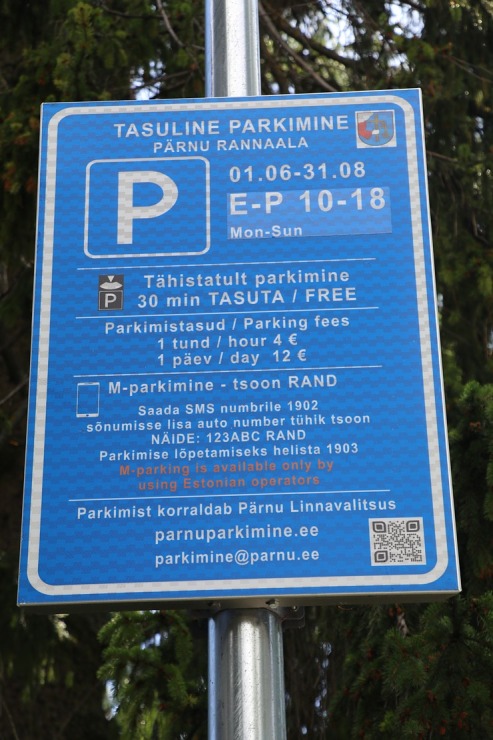 TASULINE PARKIMINE
PÄRNU RANNAALA
P
01.06-31.08
E-P 10-18
Mon-Sun
P
Tähistatult parkimine
30 min TASUTA / FREE
Parkimistasud / Parking fees
1 tund / hour 4 €
1 päev / day 12 €
M-parkimine - tsoon RAND
Saada SMS numbrile 1902
sõnumisse lisa auto number tühik tsoon
NÄIDE: 123ABC RAND
Parkimise lõpetamiseks helista 1903
M-parking is available only by
using Estonian operators
Parkimist korraldab Pärnu Linnavalitsus
parnuparkimine.ee
parkimine@parnu.ee